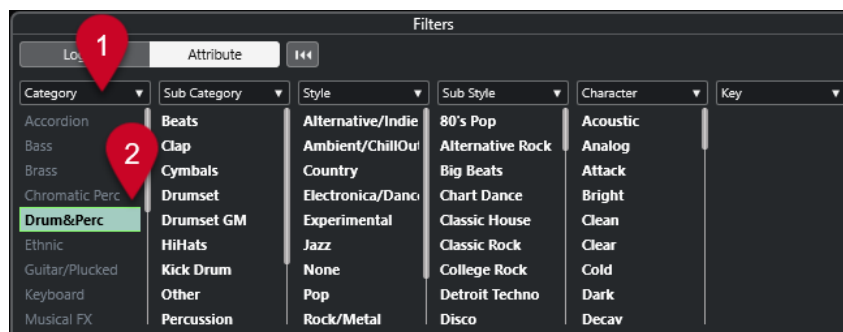 Filters
1 Attribute
Category Sub Category Style Sub Style Character Key
Accordion Beats Alternative/Indie 80's Pop Acoustic
Bass Clap Ambient/ChillOut Alternative Rock Analog
2
Brass Cymbals Country Big Beats Attack
Chromatic Perc Drumset Electronica/Danc Chart Dance Bright
Drum&Perc Drumset GM Experimental Classic House Clean
Ethnic HiHats Jazz Classic Rock Clear
Guitar/Plucked Kick Drum None College Rock Cold
Keyboard Other Pop Detroit Techno Dark
Musical FX Percussion Rock/Metal Disco Decay